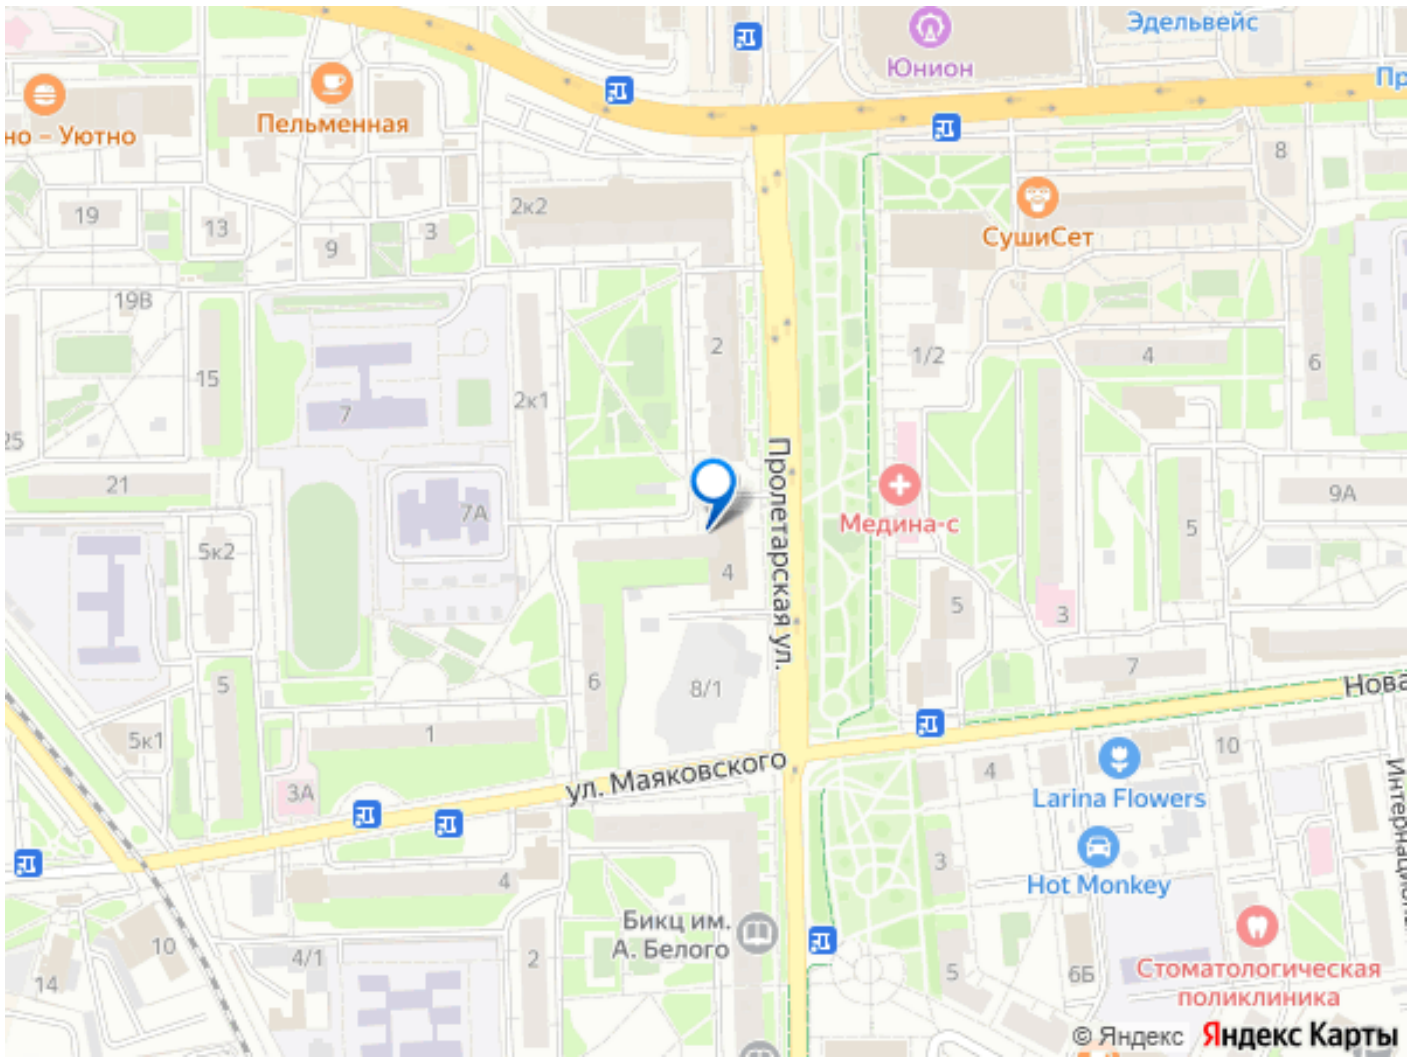 Эдельвейс
Юнион
Пр
Пельменная
но – Уютно
8
2к2
СушиСет
19
13
3
9
19В
2
1/2
4
6
15
2к1
7
25
Пролетарская ул.
21
9А
7А
Медина-с
5
5к2
4
5
3
7
5
6
8/1
Нова
5к1
1
10
ул. Маяковского
4
3А
Larina Flowers
Интернационал
3
Hot Monkey
4
Бикц им.
А. Белого
10
4/1
2
5
6Б
Стоматологическая
поликлиника
14
© Яндекс Яндекс Карты